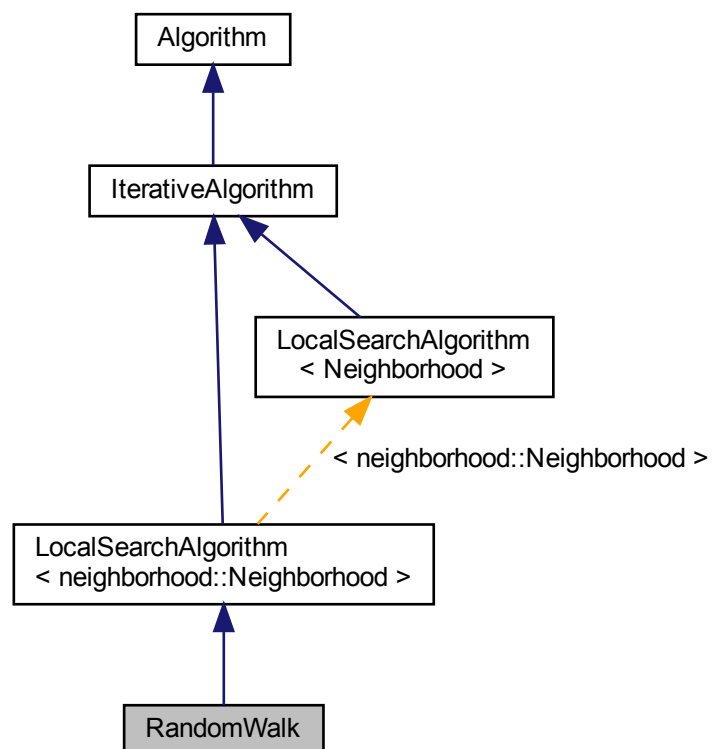 Algorithm
IterativeAlgorithm
LocalSearchAlgorithm
< Neighborhood >
< neighborhood::Neighborhood >
LocalSearchAlgorithm
< neighborhood::Neighborhood >
RandomWalk